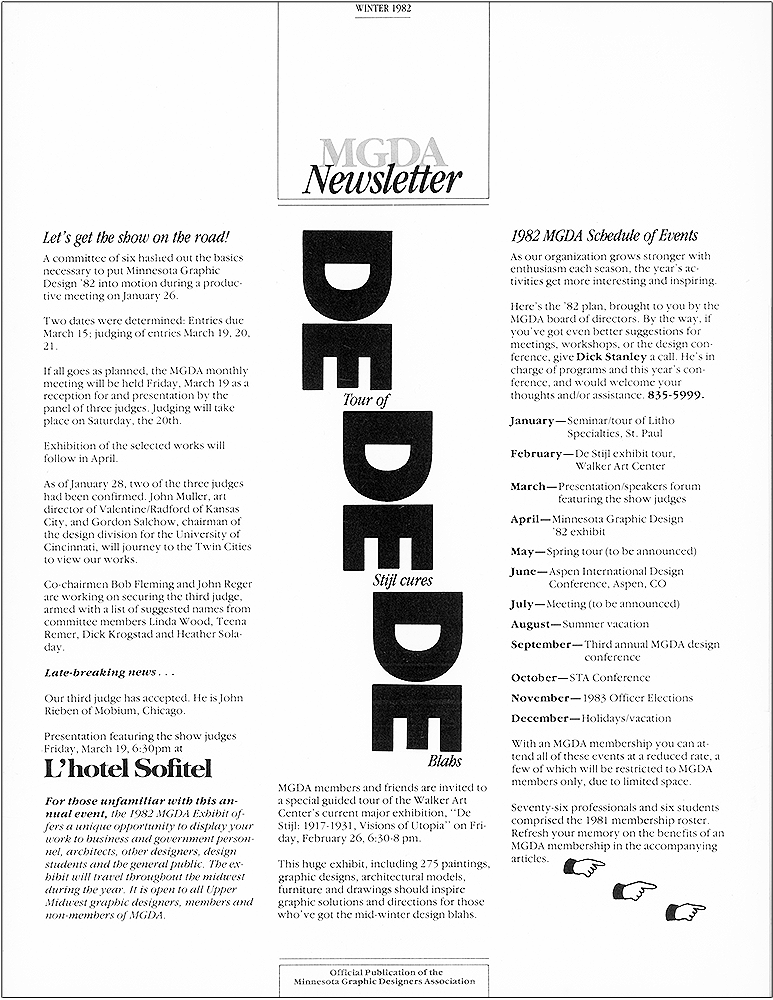 WINTER 1982
MGDA
Newsletter
Let's get the show on the road!
A committee of six hashed out the basics
necessary to put Minnesota Graphic
Design '82 into motion during a produc-
tive meeting on January 26.
Two dates were determined: Entries due
March 15; judging of entries March 19, 20,
21.
If all goes as planned, the MGDA monthly
meeting will be held Friday, March 19 as a
reception for and presentation by the
panel of three judges. Judging will take
place on Saturday, the 20th.
Exhibition of the selected works will
follow in April.
As of January 28, two of the three judges
had been confirmed. John Muller, art
director of Valentine/Radford of Kansas
City, and Gordon Salchow, chairman of
the design division for the University of
Cincinnati, will journey to the Twin Cities
to view our works.
Co-chairmen Bob Fleming and John Reger
are working on securing the third judge,
armed with a list of suggested names from
committee members Linda Wood, Teena
Remer, Dick Krogstad and Heather Sola-
day.
Late-breaking news . . .
Our third judge has accepted. He is John
Rieben of Mobium, Chicago.
Presentation featuring the show judges
Friday, March 19, 6:30pm at
L'hotel Sofitel
For those unfamiliar with this an-
nual event, the 1982 MGDA Exhibit of-
fers a unique opportunity to display your
work to business and government person-
nel, architects, other designers, design
students and the general public. The ex-
hibit will travel throughout the midwest
during the year. It is open to all Upper
Midwest graphic designers, members and
non-members of MGDA.
DE
Tour of
DE
Stijl cures
DE
Blahs
MGDA members and friends are invited to
a special guided tour of the Walker Art
Center's current major exhibition, "De
Stijl: 1917-1931, Visions of Utopia" on Fri-
day, February 26, 6:30-8 pm.
This huge exhibit, including 275 paintings,
graphic designs, architectural models,
furniture and drawings should inspire
graphic solutions and directions for those
who've got the mid-winter design blahs.
1982 MGDA Schedule of Events
As our organization grows stronger with
enthusiasm each season, the year's ac-
tivities get more interesting and inspiring.
Here's the '82 plan, brought to you by the
MGDA board of directors. By the way, if
you've got even better suggestions for
meetings, workshops, or the design con-
ference, give Dick Stanley a call. He's in
charge of programs and this year's con-
ference, and would welcome your
thoughts and/or assistance. 835-5999.
January—Seminar/tour of Litho
Specialties, St. Paul
February—De Stijl exhibit tour,
Walker Art Center
March—Presentation/speakers forum
featuring the show judges
April—Minnesota Graphic Design
'82 exhibit
May—Spring tour (to be announced)
June—Aspen International Design
Conference, Aspen, CO
July—Meeting (to be announced)
August—Summer vacation
September—Third annual MGDA design
conference
October—STA Conference
November—1983 Officer Elections
December—Holidays/vacation
With an MGDA membership you can at-
tend all of these events at a reduced rate, a
few of which will be restricted to MGDA
members only, due to limited space.
Seventy-six professionals and six students
comprised the 1981 membership roster.
Refresh your memory on the benefits of an
MGDA membership in the accompanying
articles.
Official Publication of the
Minnesota Graphic Designers Association